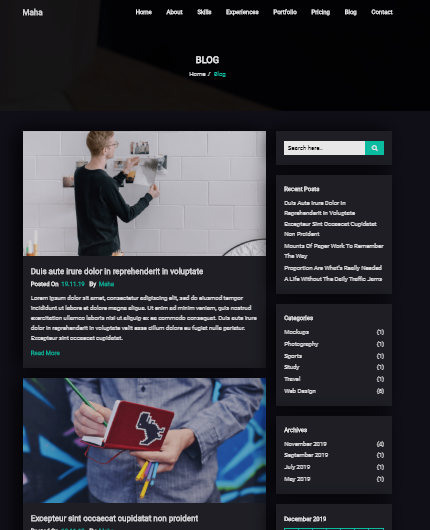 Maha
Home About Skills Experiences Portfolio Pricing Blog Contact
BLOG
Home / Blog
Duis aute irure dolor in reprehenderit in voluptate
Posted On 19.11.19 By Maha
Lorem ipsum dolor sit amet, consectetur adipiscing elit, sed do eiusmod tempor
incididunt ut labore et dolore magna aliqua. Ut enim ad minim veniam, quis nostrud
exercitation ullamco laboris nisi ut aliquip ex ea commodo consequat. Duis aute irure
dolor in reprehenderit in voluptate velit esse cillum dolore eu fugiat nulla pariatur.
Excepteur sint occaecat cupidatat.
Read More
Excepteur sint occaecat cupidatat non proident
Search here..
Recent Posts
Duis Aute Irure Dolor In
Reprehenderit In Voluptate
Excepteur Sint Occaecat Cupidatat
Non Proident
Mounts Of Paper Work To Remember
The Way
Proportion Are What's Really Needed
A Life Without The Daily Traffic Jams
Categories
Mockups (1)
Photography (1)
Sports (1)
Study (1)
Travel (1)
Web Design (6)
Archives
November 2019 (4)
September 2019 (1)
July 2019 (1)
May 2019 (1)
December 2019